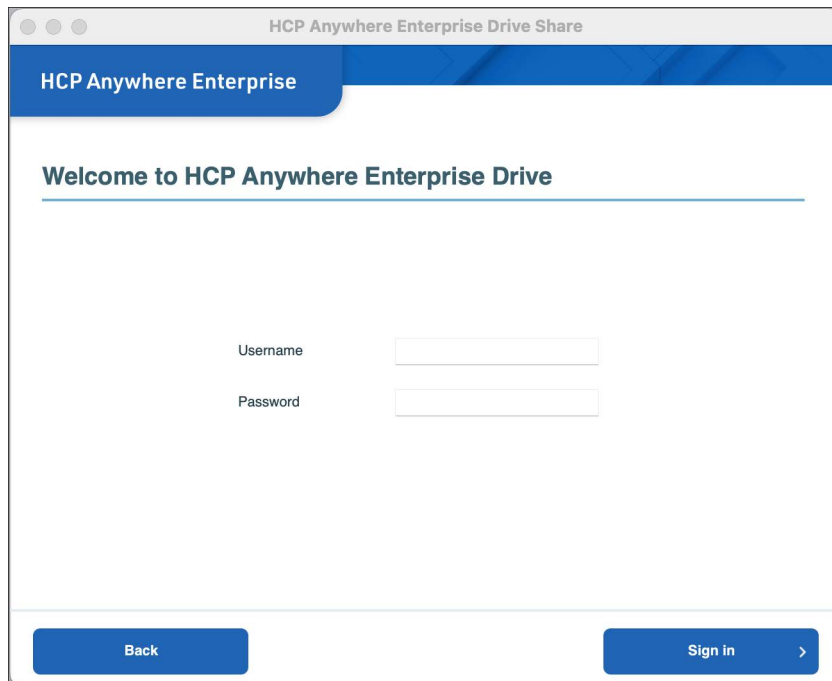 HCP Anywhere Enterprise Drive Share
HCP Anywhere Enterprise
Welcome to HCP Anywhere Enterprise Drive
Username
Password
Back
Sign in